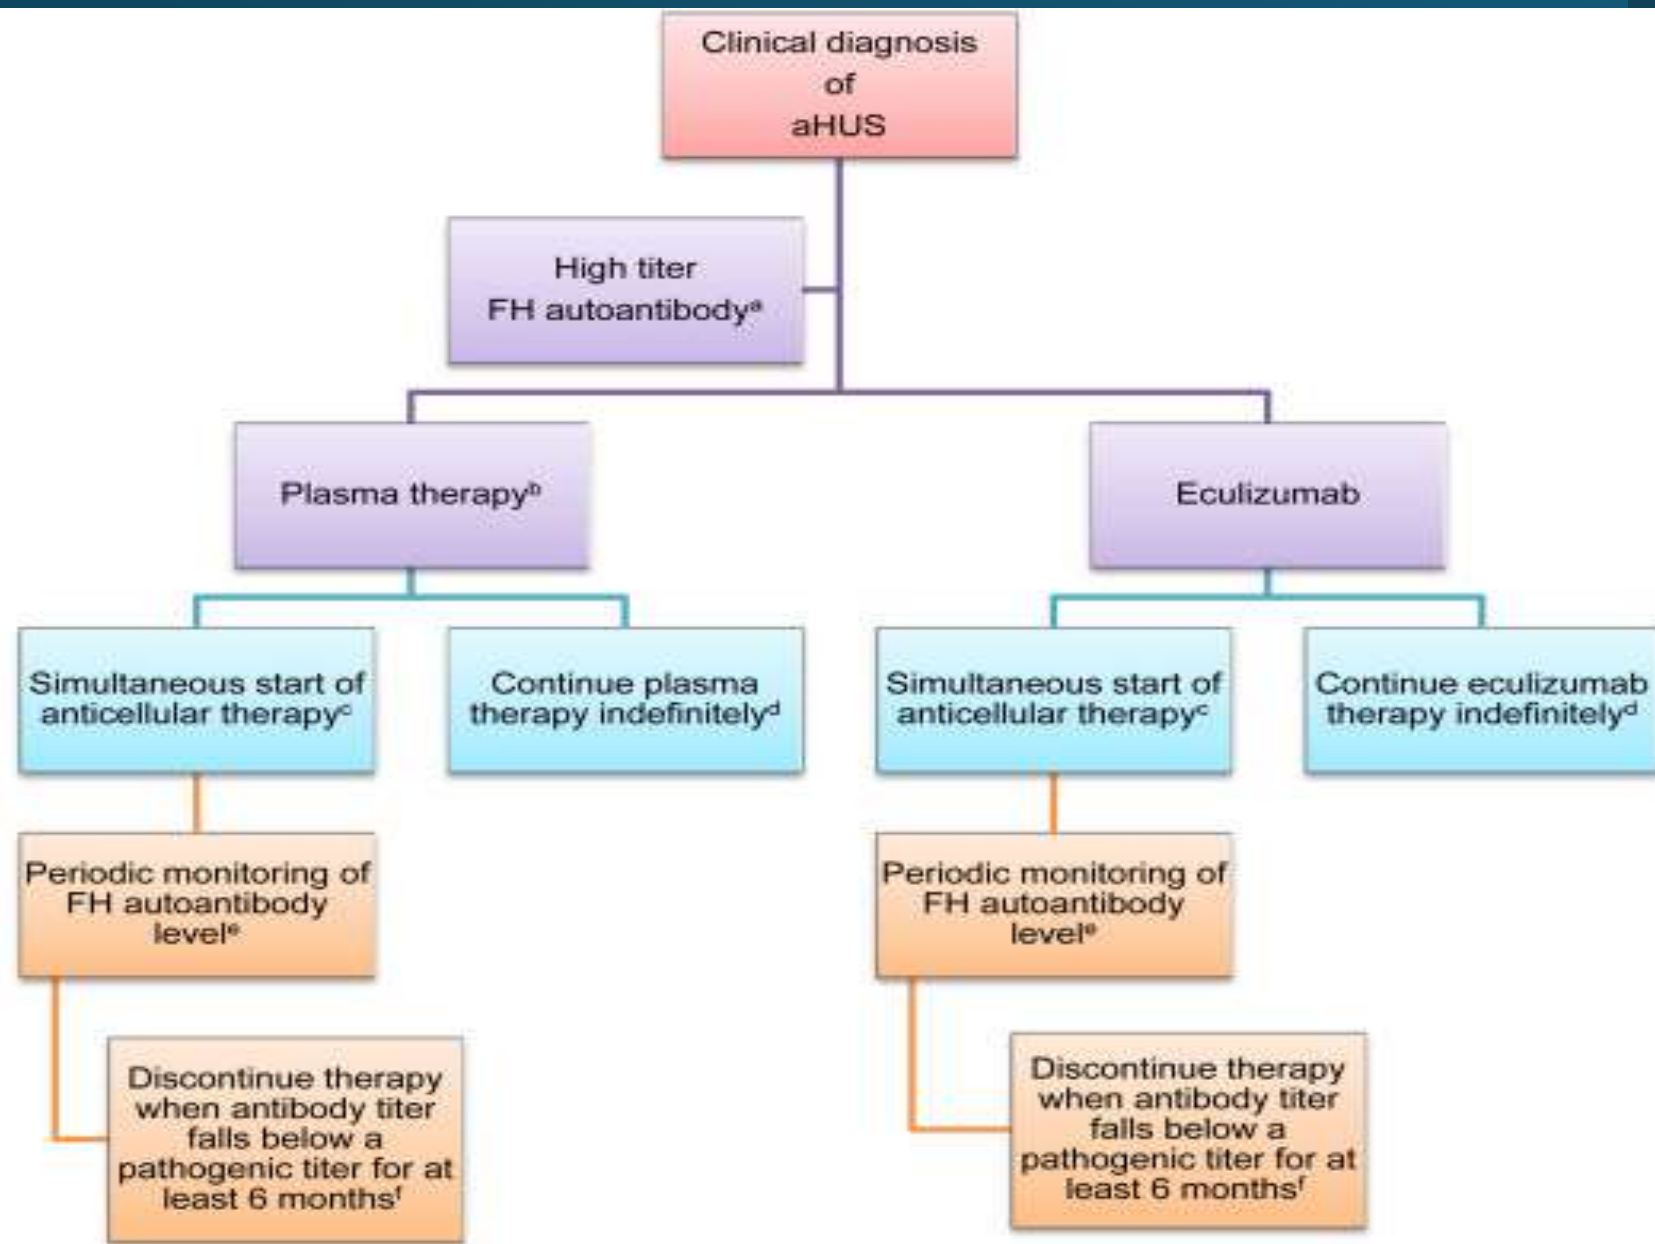 Clinical diagnosis
of
aHUS
High titer
FH autoantibodyᵃ
Plasma therapyᵇ
Eculizumab
Simultaneous start of
anticellular therapyᶜ
Continue plasma
therapy indefinitelyᵈ
Simultaneous start of
anticellular therapyᶜ
Continue eculizumab
therapy indefinitelyᵈ
Periodic monitoring of
FH autoantibody
levelᵉ
Periodic monitoring of
FH autoantibody
levelᵉ
Discontinue therapy
when antibody titer
falls below a
pathogenic titer for at
least 6 monthsᶠ
Discontinue therapy
when antibody titer
falls below a
pathogenic titer for at
least 6 monthsᶠ